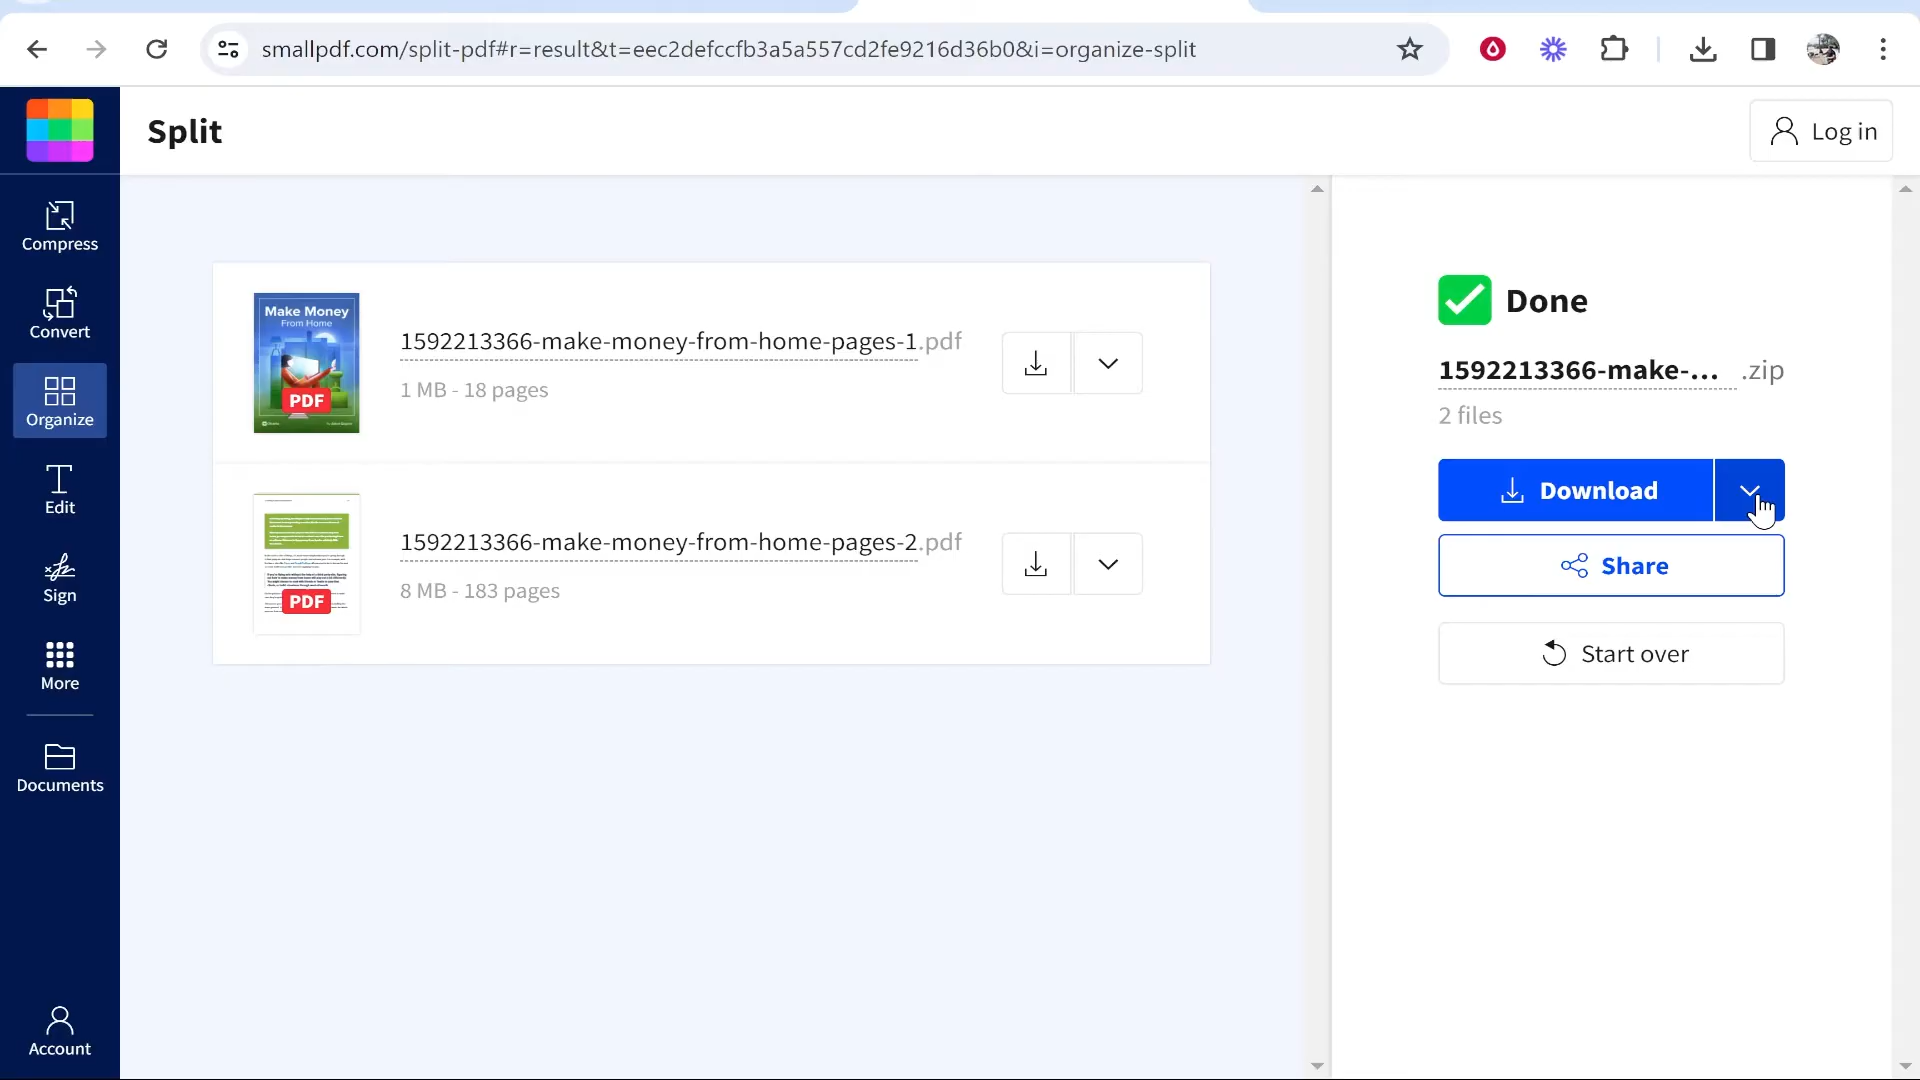 smallpdf.com/split-pdf#r=result&t=eec2defccfb3a5a557cd2fe9216d36b0&i=organize-split
Split
Log in
Compress
Convert
Organize
Edit
Sign
More
Documents
Account
Make Money
From Home
PDF
1592213366-make-money-from-home-pages-1.pdf
1 MB - 18 pages
PDF
1592213366-make-money-from-home-pages-2.pdf
8 MB - 183 pages
Done
1592213366-make-... .zip
2 files
Download
Share
Start over